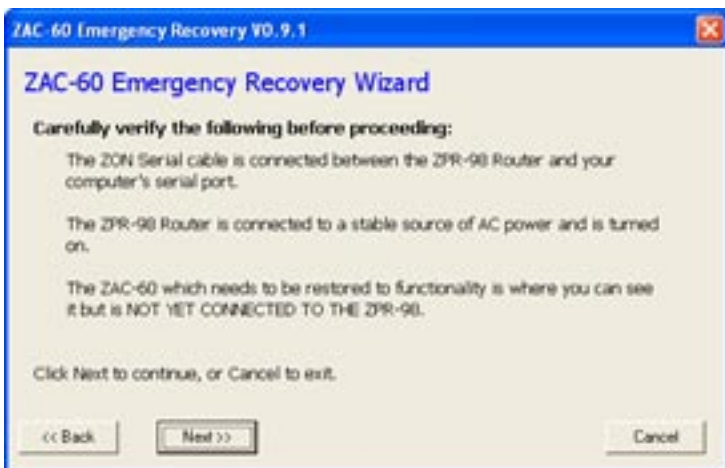 ZAC-60 Emergency Recovery V0.9.1
ZAC-60 Emergency Recovery Wizard
Carefully verify the following before proceeding:
The ZON Serial cable is connected between the ZPR-98 Router and your
computer's serial port.
The ZPR-98 Router is connected to a stable source of AC power and is turned
on.
The ZAC-60 which needs to be restored to functionality is where you can see
it but is NOT YET CONNECTED TO THE ZPR-98.
Click Next to continue, or Cancel to exit.
<< Back
Next >>
Cancel